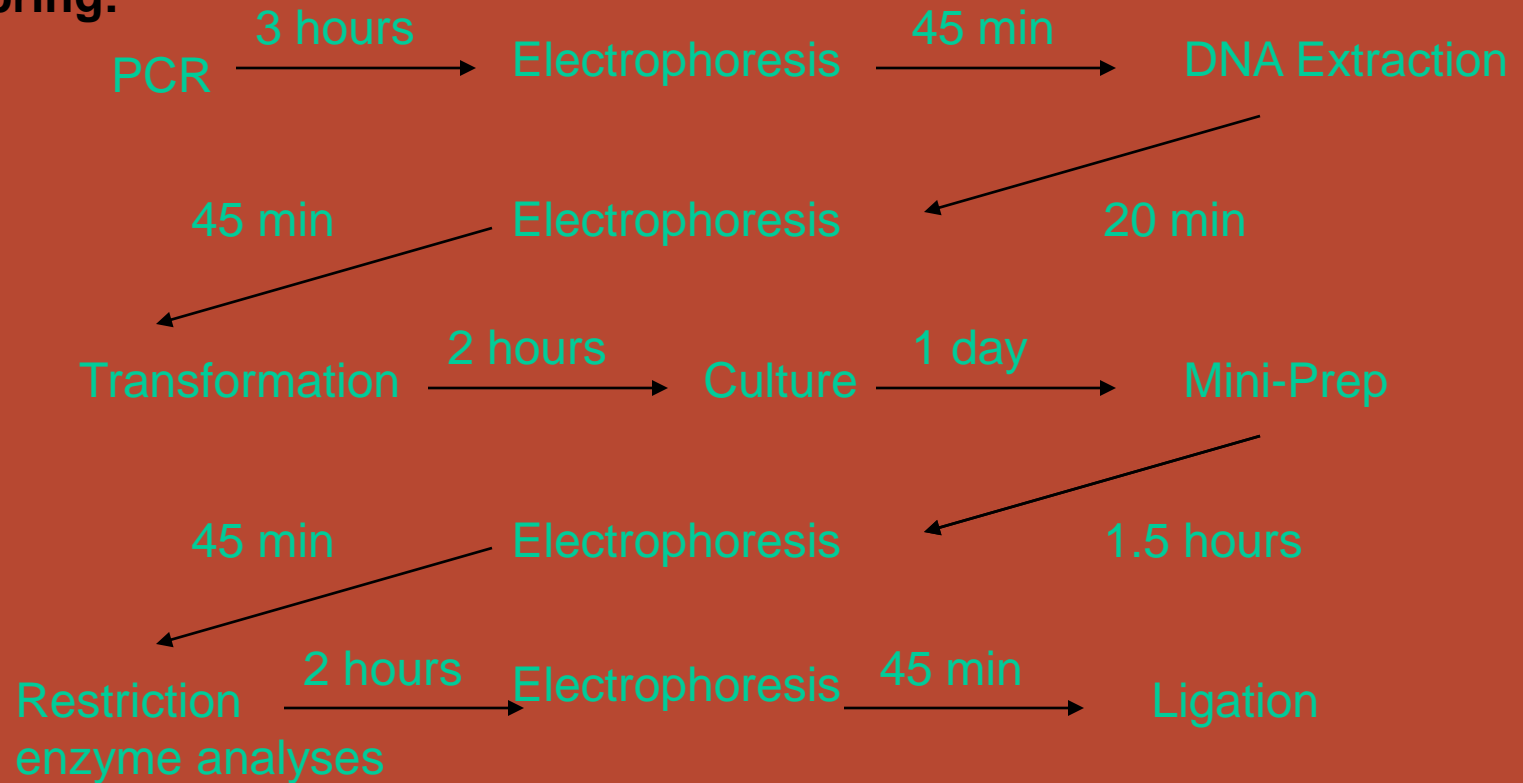 3 hours 45 min
PCR Electrophoresis DNA Extraction
45 min Electrophoresis 20 min
2 hours 1 day
Transformation Culture Mini-Prep
45 min Electrophoresis 1.5 hours
2 hours 45 min
Restriction Electrophoresis Ligation
enzyme analyses